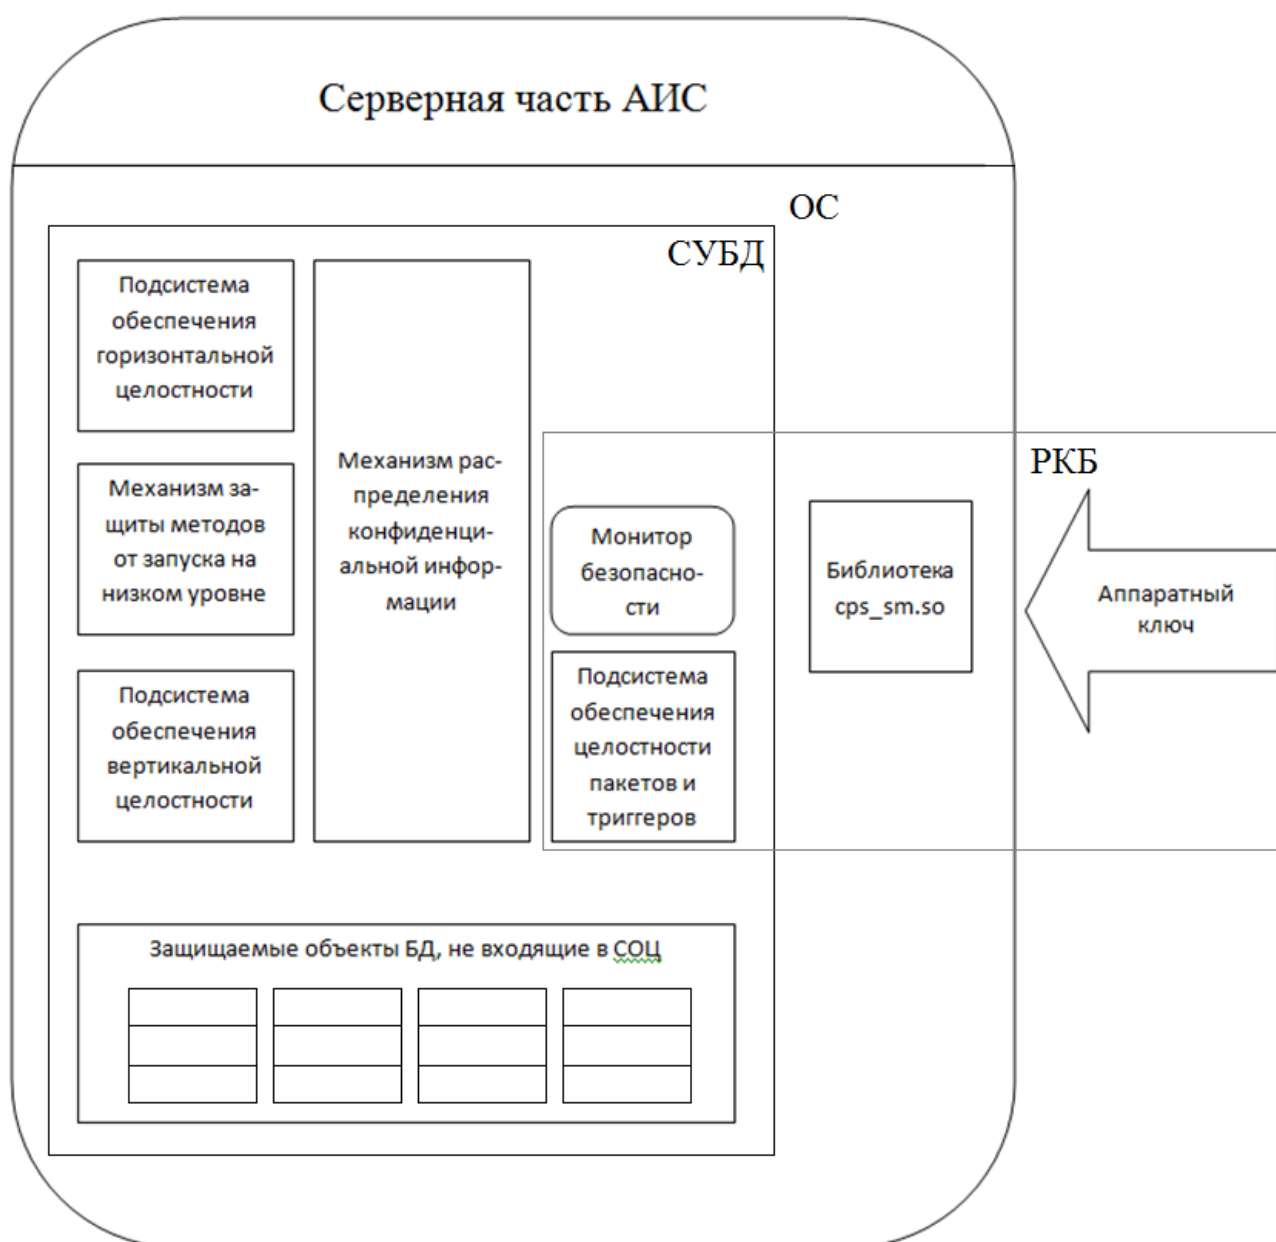 Серверная часть АИС
ОС
СУБД
Подсистема
обеспечения
горизонтальной
целостности
Механизм за-
щиты методов
от запуска на
низком уровне
Подсистема
обеспечения
вертикальной
целостности
Механизм рас-
пределения
конфиденци-
альной инфор-
мации
Монитор
безопасно-
сти
Подсистема
обеспечения
целостности
пакетов и
триггеров
Библиотека
cps_sm.so
РКБ
Аппаратный
ключ
Защищаемые объекты БД, не входящие в СОЦ